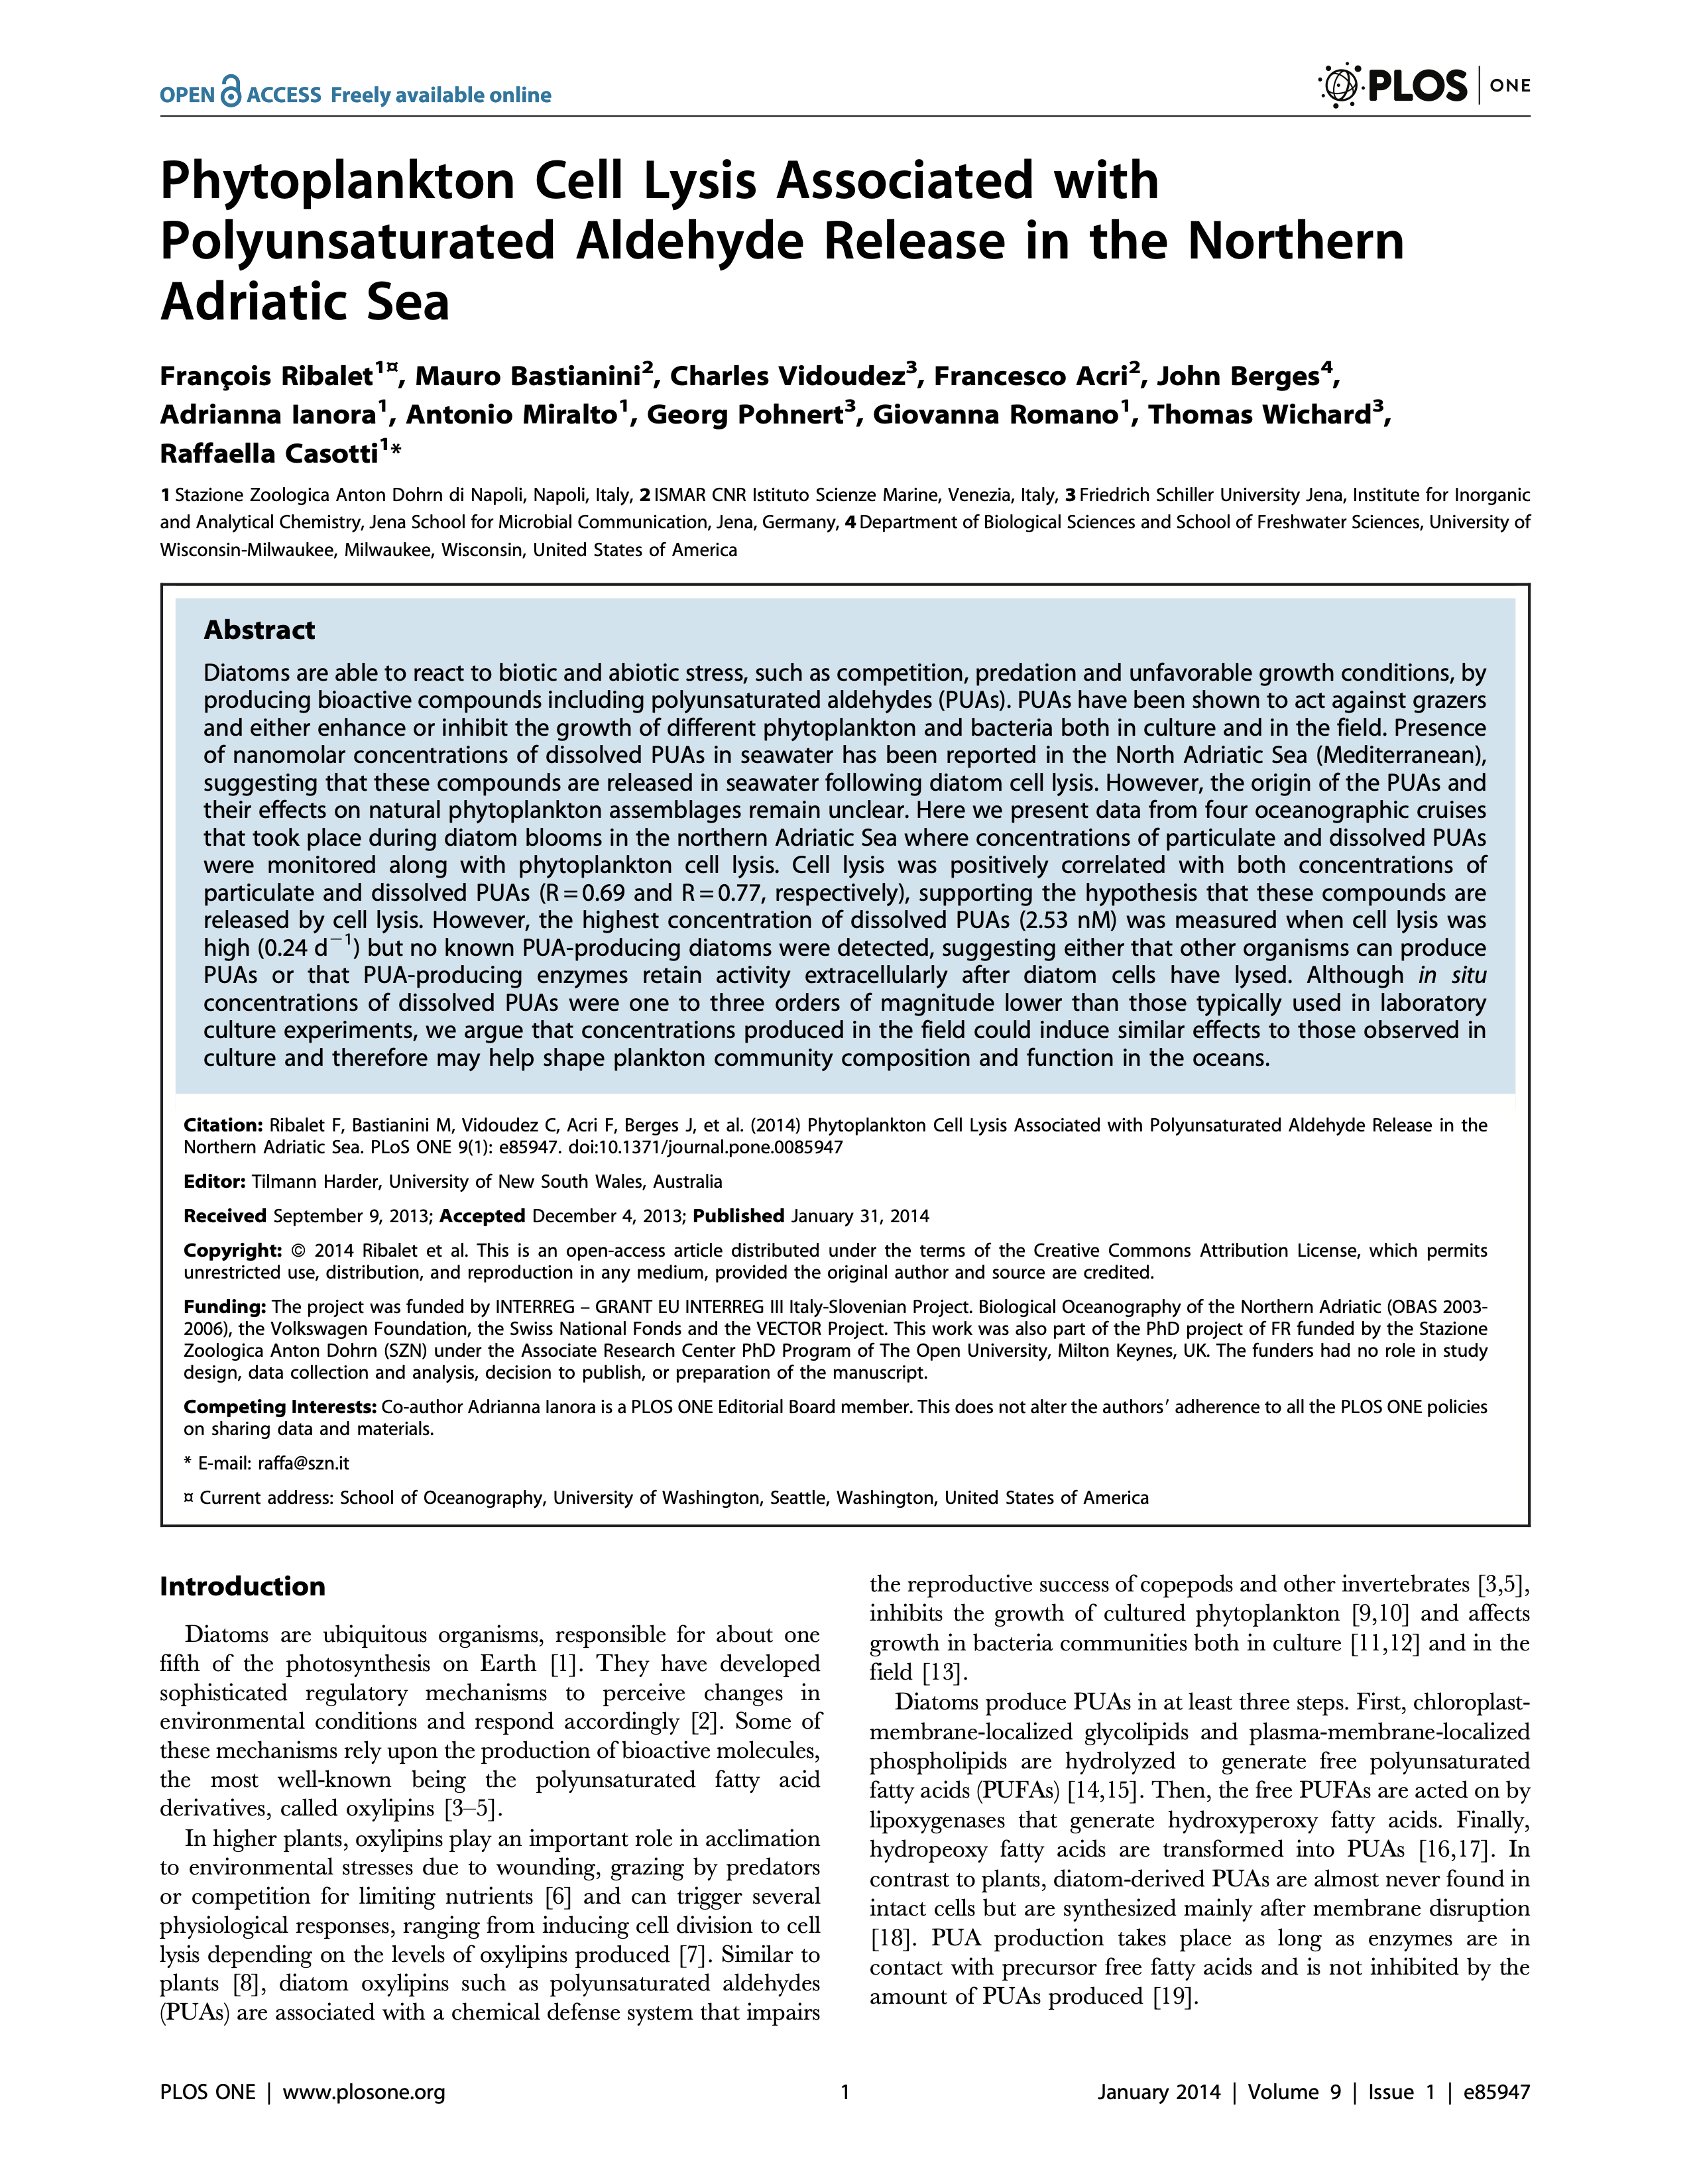 OPEN ACCESS Freely available online
PLOS | ONE
Phytoplankton Cell Lysis Associated with
Polyunsaturated Aldehyde Release in the Northern
Adriatic Sea
François Ribalet1¤, Mauro Bastianini2, Charles Vidoudez3, Francesco Acri2, John Berges4,
Adrianna Ianora1, Antonio Miralto1, Georg Pohnert3, Giovanna Romano1, Thomas Wichard3,
Raffaella Casotti1*
1 Stazione Zoologica Anton Dohrn di Napoli, Napoli, Italy, 2 ISMAR CNR Istituto Scienze Marine, Venezia, Italy, 3 Friedrich Schiller University Jena, Institute for Inorganic
and Analytical Chemistry, Jena School for Microbial Communication, Jena, Germany, 4 Department of Biological Sciences and School of Freshwater Sciences, University of
Wisconsin-Milwaukee, Milwaukee, Wisconsin, United States of America
Abstract
Diatoms are able to react to biotic and abiotic stress, such as competition, predation and unfavorable growth conditions, by
producing bioactive compounds including polyunsaturated aldehydes (PUAs). PUAs have been shown to act against grazers
and either enhance or inhibit the growth of different phytoplankton and bacteria both in culture and in the field. Presence
of nanomolar concentrations of dissolved PUAs in seawater has been reported in the North Adriatic Sea (Mediterranean),
suggesting that these compounds are released in seawater following diatom cell lysis. However, the origin of the PUAs and
their effects on natural phytoplankton assemblages remain unclear. Here we present data from four oceanographic cruises
that took place during diatom blooms in the northern Adriatic Sea where concentrations of particulate and dissolved PUAs
were monitored along with phytoplankton cell lysis. Cell lysis was positively correlated with both concentrations of
particulate and dissolved PUAs (R = 0.69 and R = 0.77, respectively), supporting the hypothesis that these compounds are
released by cell lysis. However, the highest concentration of dissolved PUAs (2.53 nM) was measured when cell lysis was
high (0.24 d−1) but no known PUA-producing diatoms were detected, suggesting either that other organisms can produce
PUAs or that PUA-producing enzymes retain activity extracellularly after diatom cells have lysed. Although in situ
concentrations of dissolved PUAs were one to three orders of magnitude lower than those typically used in laboratory
culture experiments, we argue that concentrations produced in the field could induce similar effects to those observed in
culture and therefore may help shape plankton community composition and function in the oceans.
Citation: Ribalet F, Bastianini M, Vidoudez C, Acri F, Berges J, et al. (2014) Phytoplankton Cell Lysis Associated with Polyunsaturated Aldehyde Release in the
Northern Adriatic Sea. PLoS ONE 9(1): e85947. doi:10.1371/journal.pone.0085947
Editor: Tilmann Harder, University of New South Wales, Australia
Received September 9, 2013; Accepted December 4, 2013; Published January 31, 2014
Copyright: © 2014 Ribalet et al. This is an open-access article distributed under the terms of the Creative Commons Attribution License, which permits
unrestricted use, distribution, and reproduction in any medium, provided the original author and source are credited.
Funding: The project was funded by INTERREG – GRANT EU INTERREG III Italy-Slovenian Project. Biological Oceanography of the Northern Adriatic (OBAS 2003-
2006), the Volkswagen Foundation, the Swiss National Fonds and the VECTOR Project. This work was also part of the PhD project of FR funded by the Stazione
Zoologica Anton Dohrn (SZN) under the Associate Research Center PhD Program of The Open University, Milton Keynes, UK. The funders had no role in study
design, data collection and analysis, decision to publish, or preparation of the manuscript.
Competing Interests: Co-author Adrianna Ianora is a PLOS ONE Editorial Board member. This does not alter the authors' adherence to all the PLOS ONE policies
on sharing data and materials.
* E-mail: raffa@szn.it
¤ Current address: School of Oceanography, University of Washington, Seattle, Washington, United States of America
Introduction
Diatoms are ubiquitous organisms, responsible for about one
fifth of the photosynthesis on Earth [1]. They have developed
sophisticated regulatory mechanisms to perceive changes in
environmental conditions and respond accordingly [2]. Some of
these mechanisms rely upon the production of bioactive molecules,
the most well-known being the polyunsaturated fatty acid
derivatives, called oxylipins [3–5].
In higher plants, oxylipins play an important role in acclimation
to environmental stresses due to wounding, grazing by predators
or competition for limiting nutrients [6] and can trigger several
physiological responses, ranging from inducing cell division to cell
lysis depending on the levels of oxylipins produced [7]. Similar to
plants [8], diatom oxylipins such as polyunsaturated aldehydes
(PUAs) are associated with a chemical defense system that impairs
the reproductive success of copepods and other invertebrates [3,5],
inhibits the growth of cultured phytoplankton [9,10] and affects
growth in bacteria communities both in culture [11,12] and in the
field [13].
Diatoms produce PUAs in at least three steps. First, chloroplast-
membrane-localized glycolipids and plasma-membrane-localized
phospholipids are hydrolyzed to generate free polyunsaturated
fatty acids (PUFAs) [14,15]. Then, the free PUFAs are acted on by
lipoxygenases that generate hydroxyperoxy fatty acids. Finally,
hydropeoxy fatty acids are transformed into PUAs [16,17]. In
contrast to plants, diatom-derived PUAs are almost never found in
intact cells but are synthesized mainly after membrane disruption
[18]. PUA production takes place as long as enzymes are in
contact with precursor free fatty acids and is not inhibited by the
amount of PUAs produced [19].
PLOS ONE | www.plosone.org
1
January 2014 | Volume 9 | Issue 1 | e85947